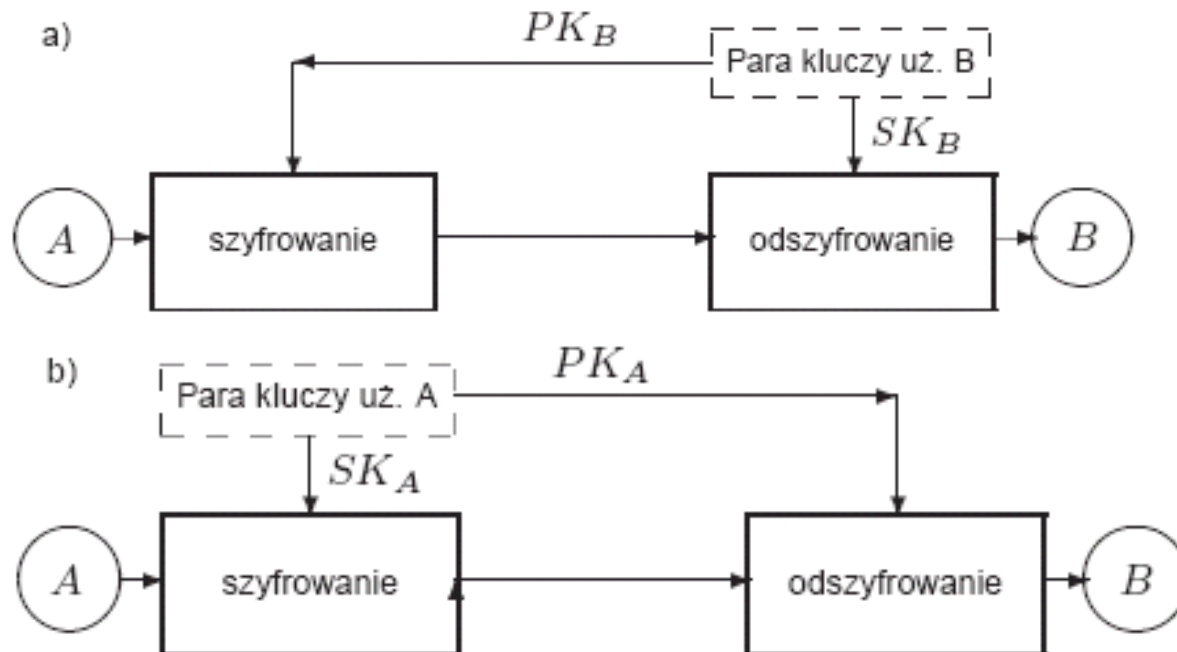 a)
PK_B
Para kluczy uż. B
SK_B
A
szyfrowanie
odszyfrowanie
B
b)
PK_A
Para kluczy uż. A
SK_A
A
szyfrowanie
odszyfrowanie
B